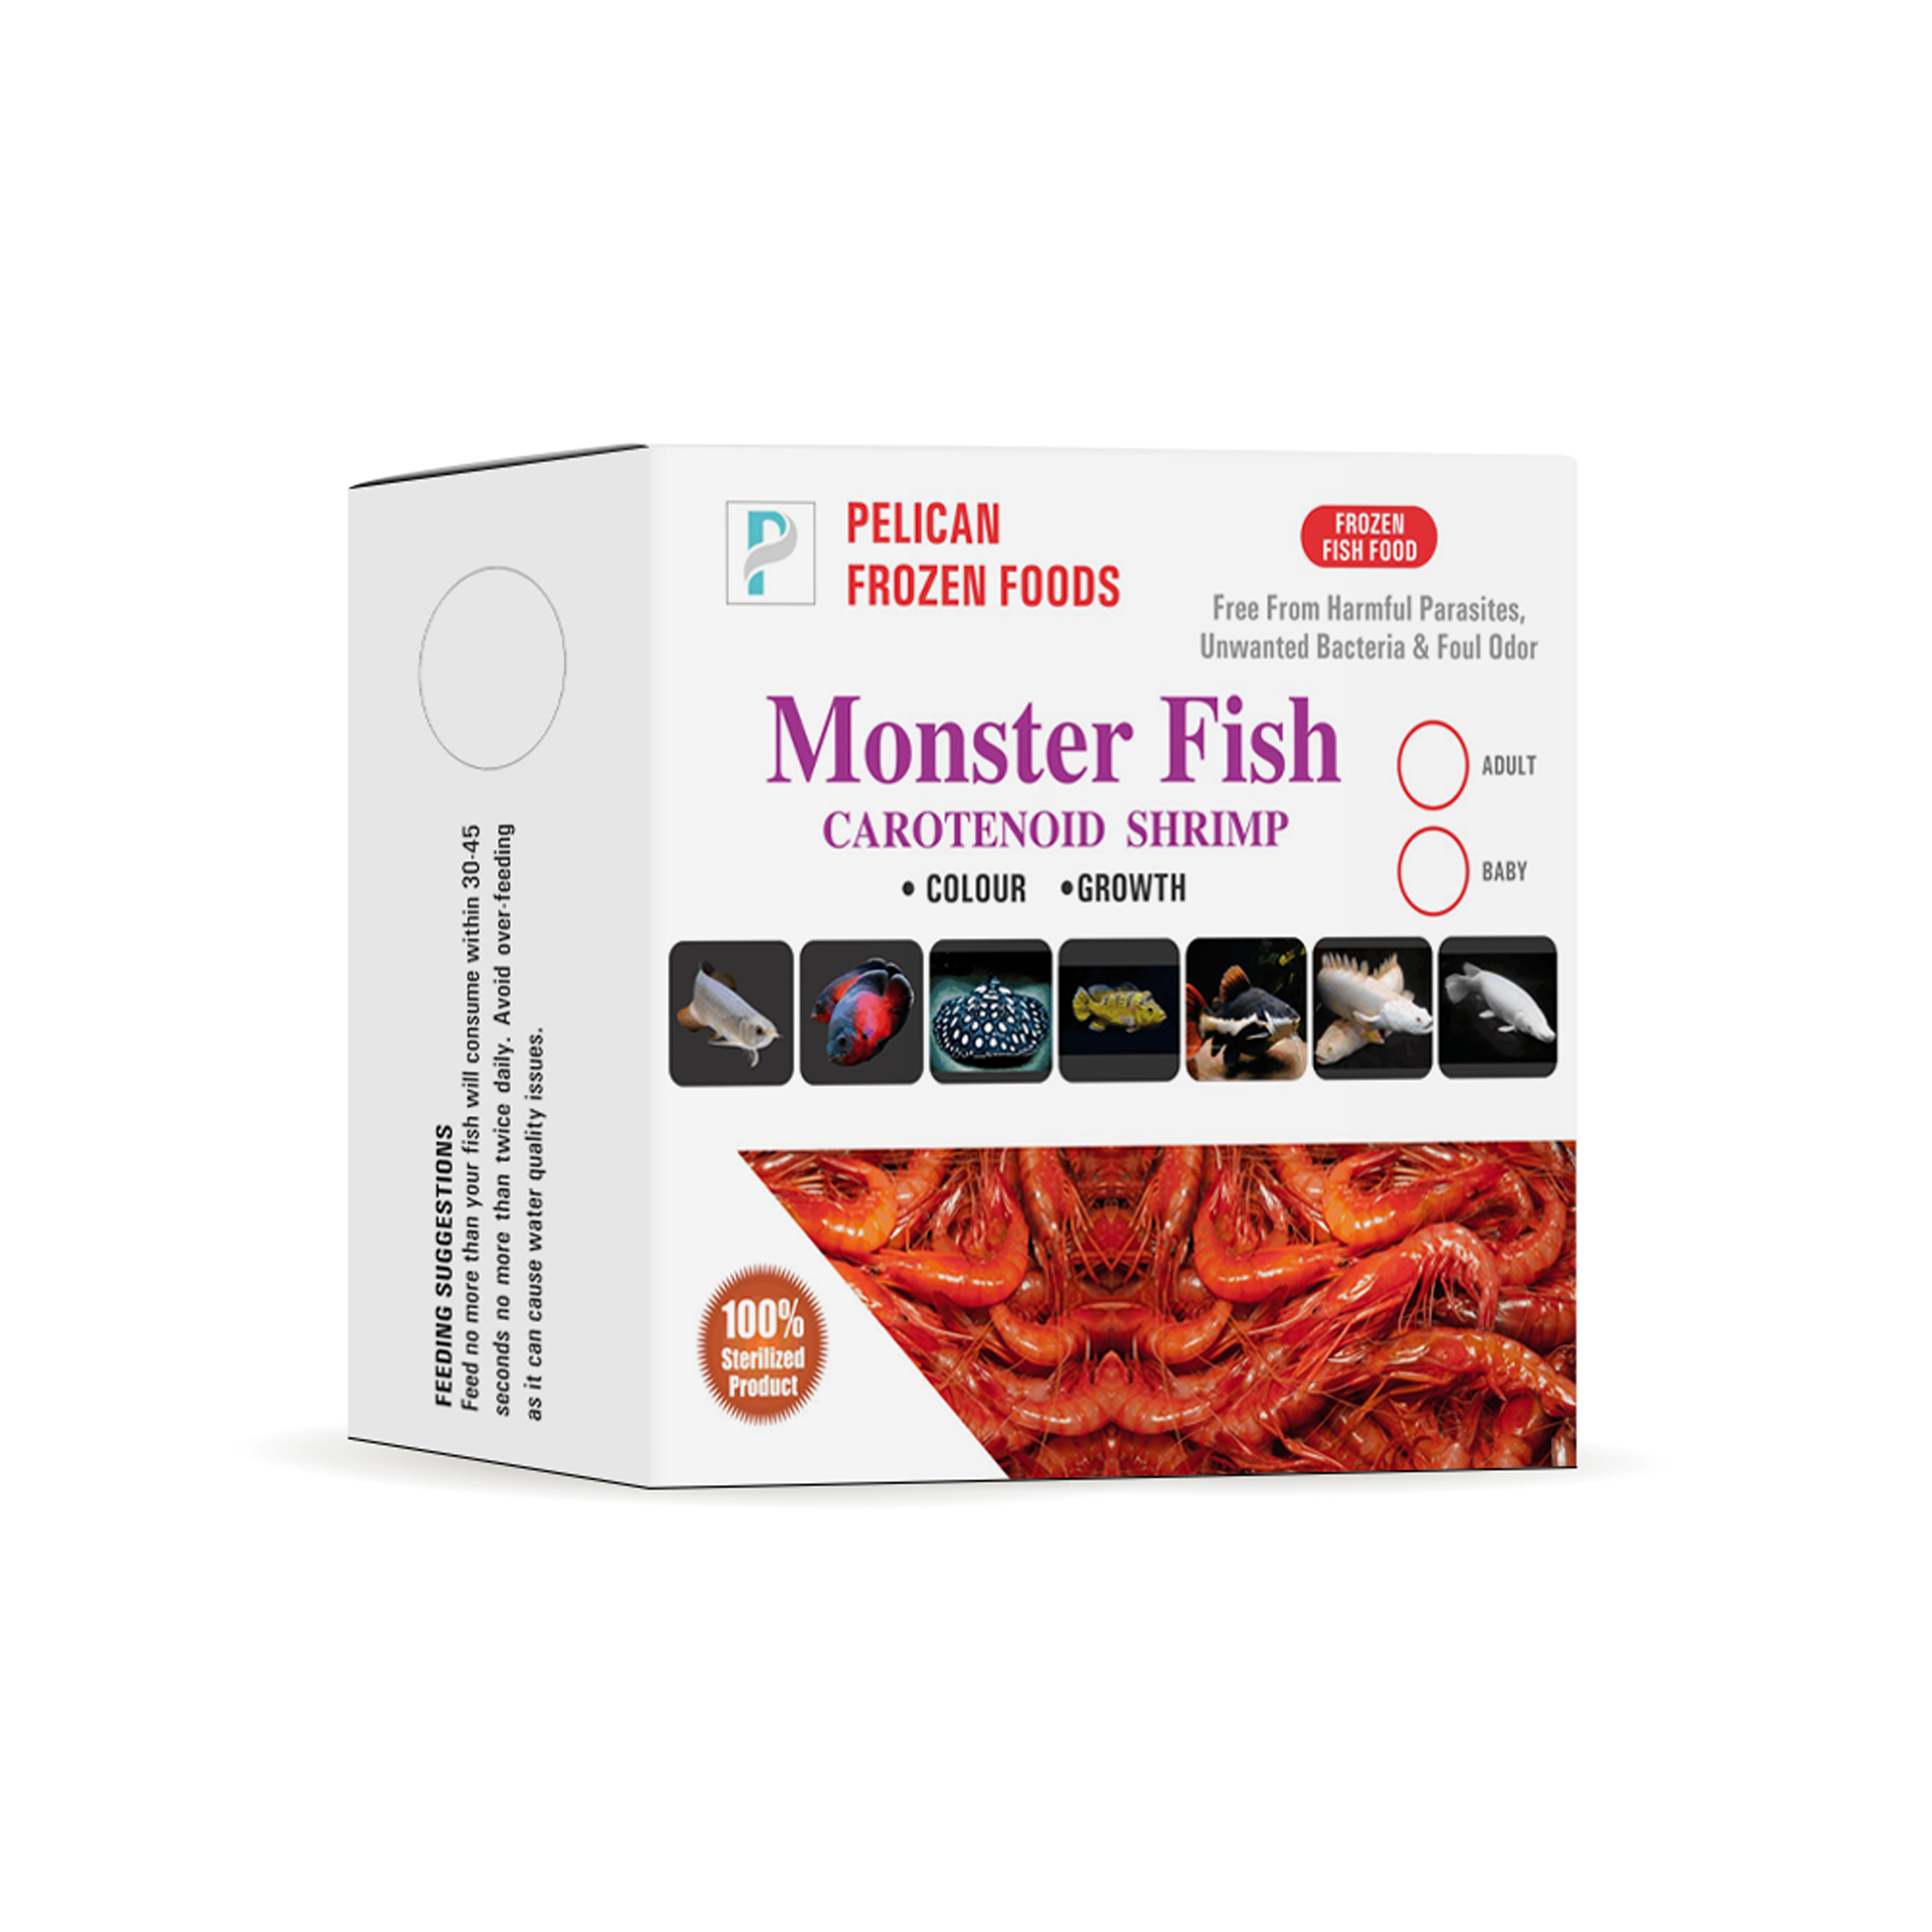 PELICAN
FROZEN FOODS
FROZEN
FISH FOOD
Free From Harmful Parasites,
Unwanted Bacteria & Foul Odor
Monster Fish
CAROTENOID SHRIMP
• COLOUR •GROWTH
ADULT
BABY
100%
Sterilized
Product
FEEDING SUGGESTIONS
Feed no more than your fish will consume within 30-45
seconds no more than twice daily. Avoid over-feeding
as it can cause water quality issues.